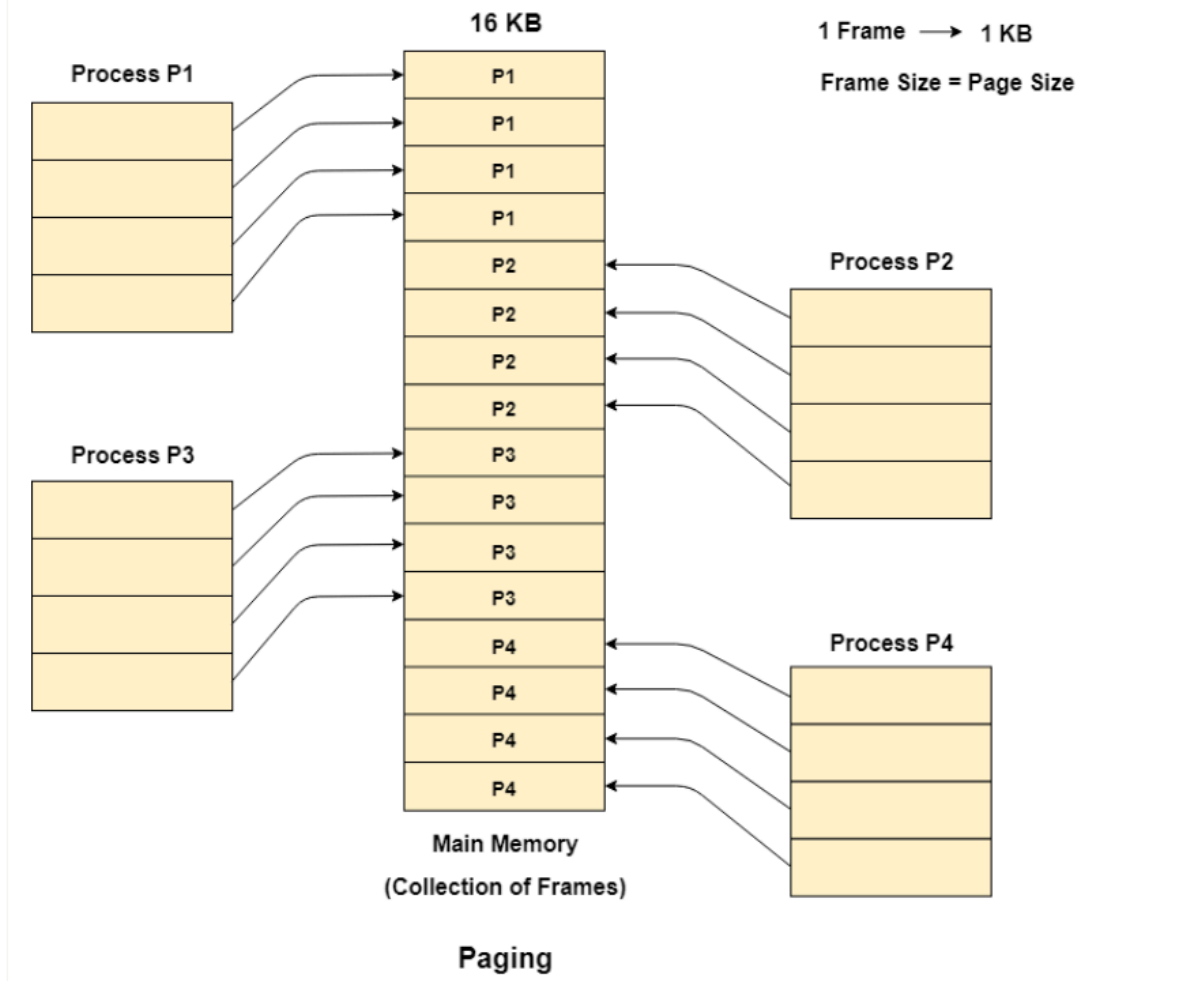 16 KB
1 Frame → 1 KB
Frame Size = Page Size
Process P1
P1
P1
P1
P1
P2
P2
P2
P2
P3
P3
P3
P3
P4
P4
P4
P4
Process P2
Process P3
Process P4
Main Memory
(Collection of Frames)
Paging